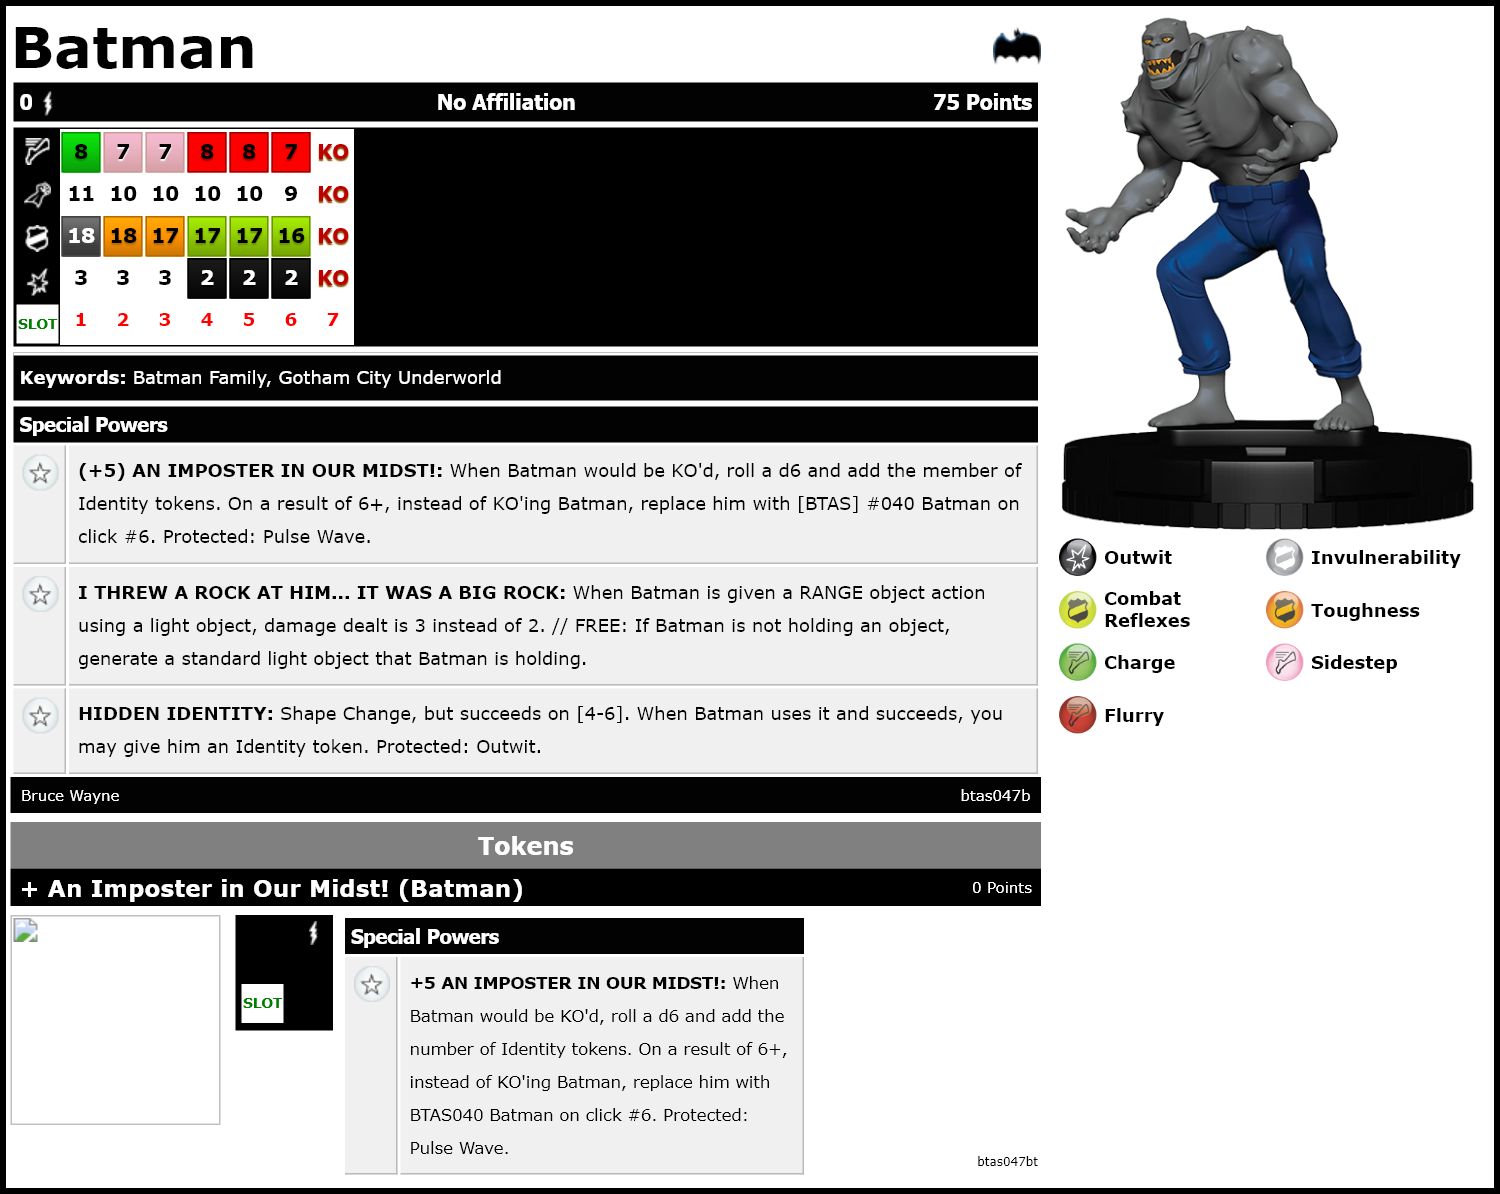 Batman
0 No Affiliation 75 Points
8 7 7 8 8 7 KO
11 10 10 10 10 9 KO
18 18 17 17 17 16 KO
3 3 3 2 2 2 KO
SLOT 1 2 3 4 5 6 7
Keywords: Batman Family, Gotham City Underworld
Special Powers
(+5) AN IMPOSTER IN OUR MIDST!: When Batman would be KO'd, roll a d6 and add the member of
Identity tokens. On a result of 6+, instead of KO'ing Batman, replace him with [BTAS] #040 Batman on
click #6. Protected: Pulse Wave.
I THREW A ROCK AT HIM... IT WAS A BIG ROCK: When Batman is given a RANGE object action
using a light object, damage dealt is 3 instead of 2. // FREE: If Batman is not holding an object,
generate a standard light object that Batman is holding.
HIDDEN IDENTITY: Shape Change, but succeeds on [4-6]. When Batman uses it and succeeds, you
may give him an Identity token. Protected: Outwit.
Bruce Wayne btas047b
Outwit Invulnerability
Combat
Reflexes
Toughness
Charge Sidestep
Flurry
Tokens
+ An Imposter in Our Midst! (Batman) 0 Points
SLOT
Special Powers
+5 AN IMPOSTER IN OUR MIDST!: When
Batman would be KO'd, roll a d6 and add the
number of Identity tokens. On a result of 6+,
instead of KO'ing Batman, replace him with
BTAS040 Batman on click #6. Protected:
Pulse Wave.
btas047bt